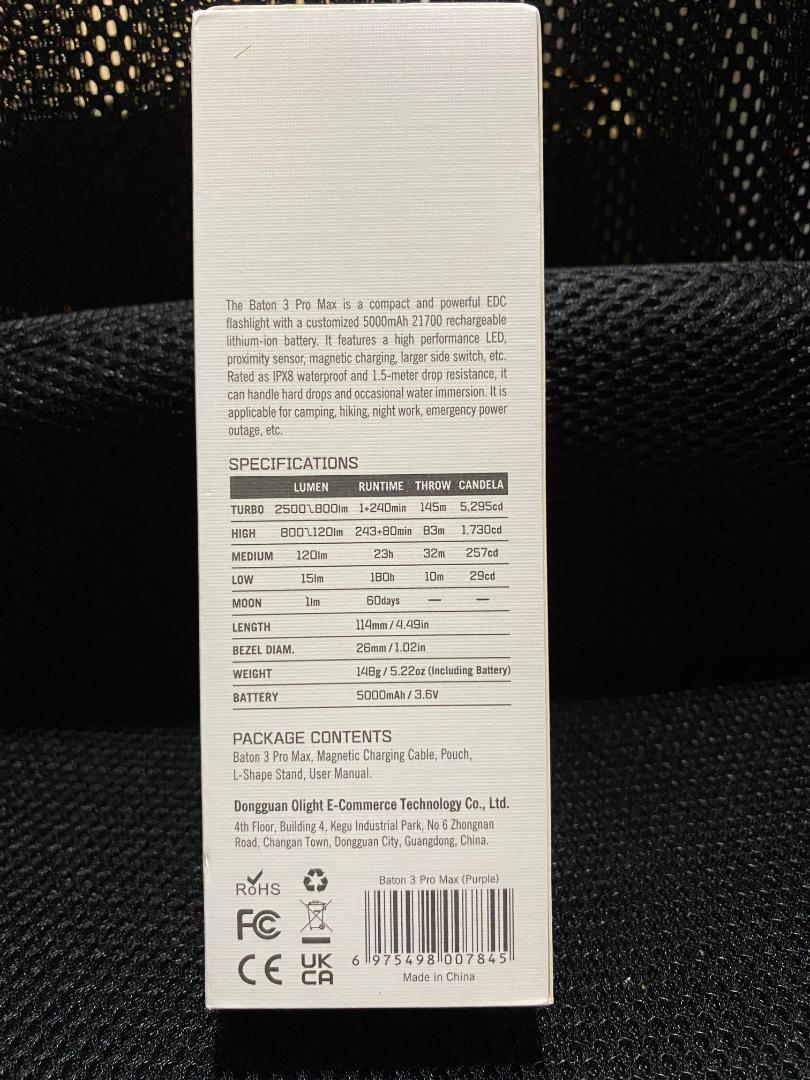 The Baton 3 Pro Max is a compact and powerful EDC
flashlight with a customized 5000mAh 21700 rechargeable
lithium-ion battery. It features a high performance LED,
proximity sensor, magnetic charging, larger side switch, etc.
Rated as IPX8 waterproof and 1.5-meter drop resistance, it
can handle hard drops and occasional water immersion. It is
applicable for camping, hiking, night work, emergency power
outage, etc.
SPECIFICATIONS
LUMEN RUNTIME THROW CANDELA
TURBO 2500~800lm 1+240min 145m 5,295cd
HIGH 800~120lm 243+80min 83m 1,730cd
MEDIUM 120lm 23h 32m 257cd
LOW 15lm 180h 10m 29cd
MOON 1lm 60days — —
LENGTH 114mm/4.49in
BEZEL DIAM. 26mm/1.02in
WEIGHT 148g/5.22oz (Including Battery)
BATTERY 5000mAh/3.6V
PACKAGE CONTENTS
Baton 3 Pro Max, Magnetic Charging Cable, Pouch,
L-Shape Stand, User Manual.
Dongguan Olight E-Commerce Technology Co., Ltd.
4th Floor, Building 4, Kegu Industrial Park, No 6 Zhongnan
Road, Changan Town, Dongguan City, Guangdong, China.
RoHS
FC
CE
UK
CA
Baton 3 Pro Max (Purple)
6 975498 007845
Made in China